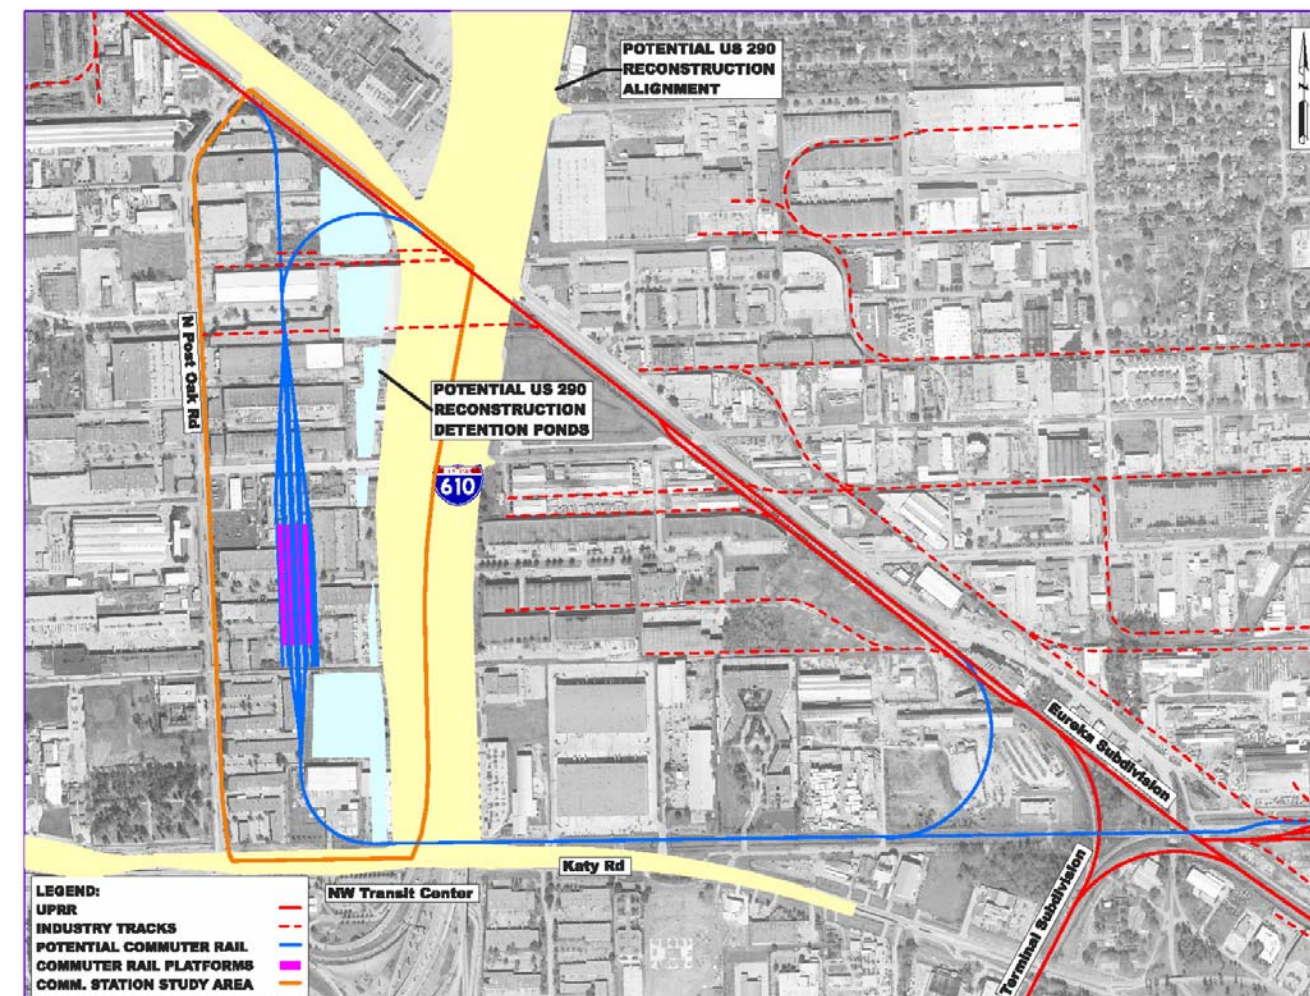 POTENTIAL US 290
RECONSTRUCTION
ALIGNMENT
N
N Post Oak Rd
POTENTIAL US 290
RECONSTRUCTION
DETENTION PONDS
610
Eureka Subdivision
Katy Rd
NW Transit Center
Terminal Subdivision
LEGEND:
UPRR
INDUSTRY TRACKS
POTENTIAL COMMUTER RAIL
COMMUTER RAIL PLATFORMS
COMM. STATION STUDY AREA